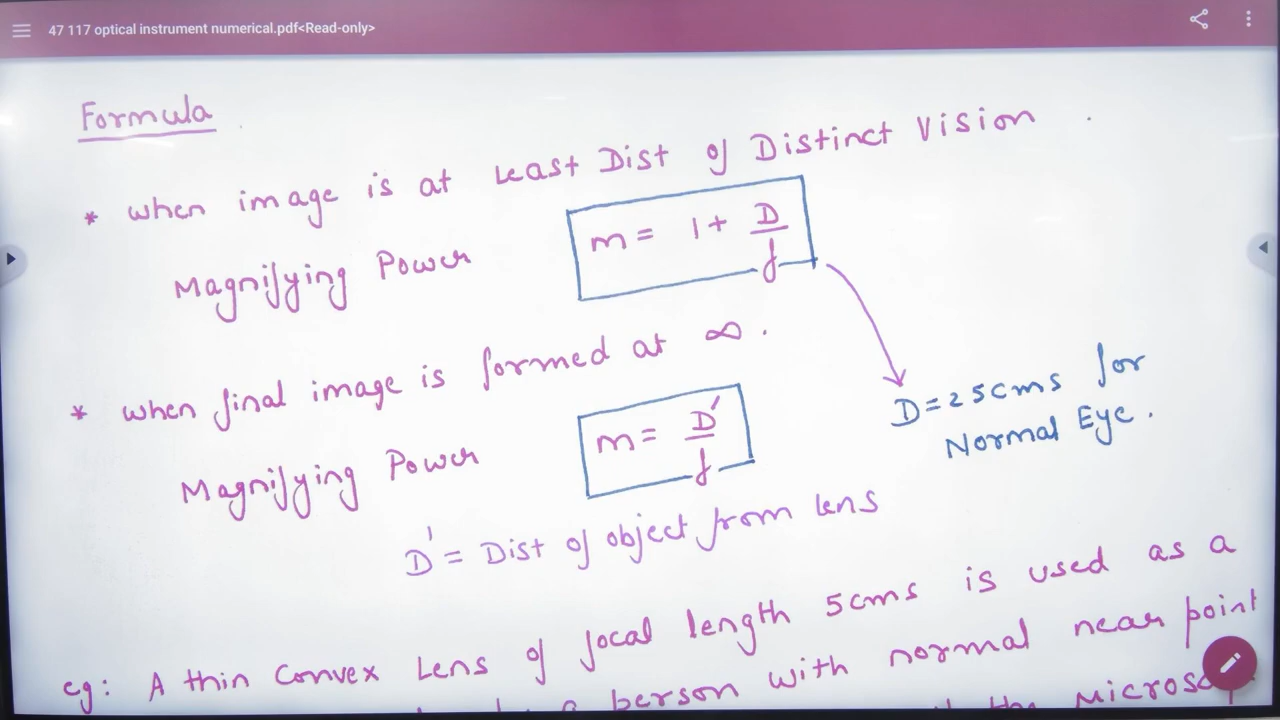 47 117 optical instrument numerical.pdf<Read-only>
Formula
* when image is at Least Dist of Distinct Vision
Magnifying Power m = 1 + D/f
* when final image is formed at ∞.
Magnifying Power m = D'/f
D = 25cms for
Normal Eye.
D' = Dist of object from lens
eg: A thin convex Lens of focal length 5cms is used as a
person with normal near point